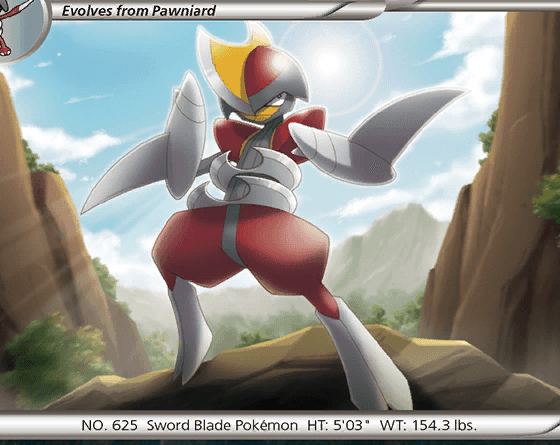 Evolves from Pawniard
NO. 625 Sword Blade Pokémon HT: 5'03" WT: 154.3 lbs.